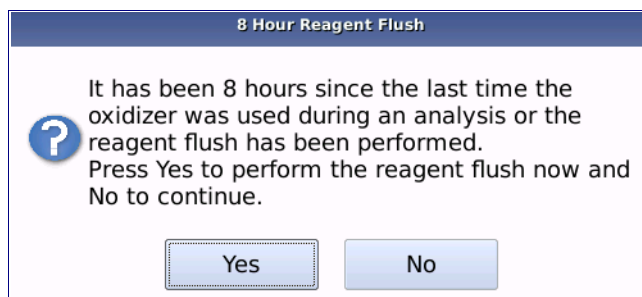 8 Hour Reagent Flush
It has been 8 hours since the last time the
oxidizer was used during an analysis or the
reagent flush has been performed.
Press Yes to perform the reagent flush now and
No to continue.
Yes No